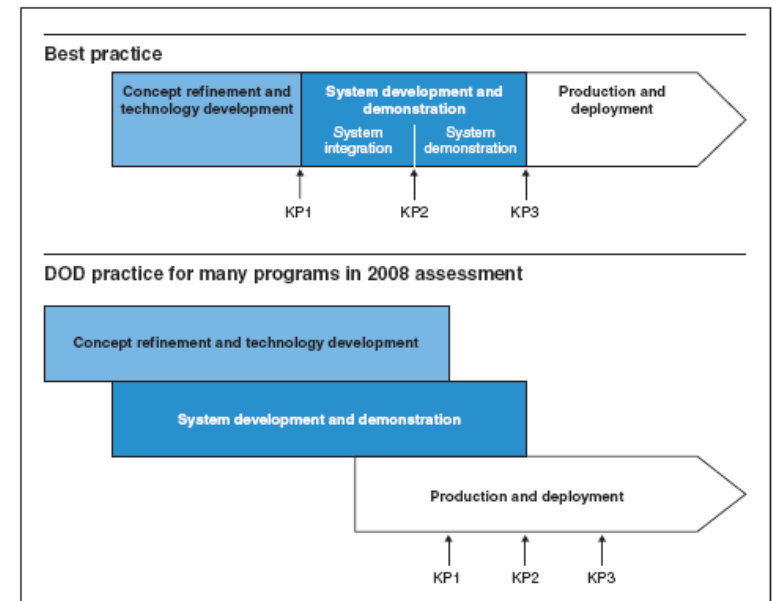 Best practice
Concept refinement and
technology development
System development and
demonstration
System
integration
System
demonstration
Production and
deployment
KP1
KP2
KP3
DOD practice for many programs in 2008 assessment
Concept refinement and technology development
System development and demonstration
Production and deployment
KP1
KP2
KP3